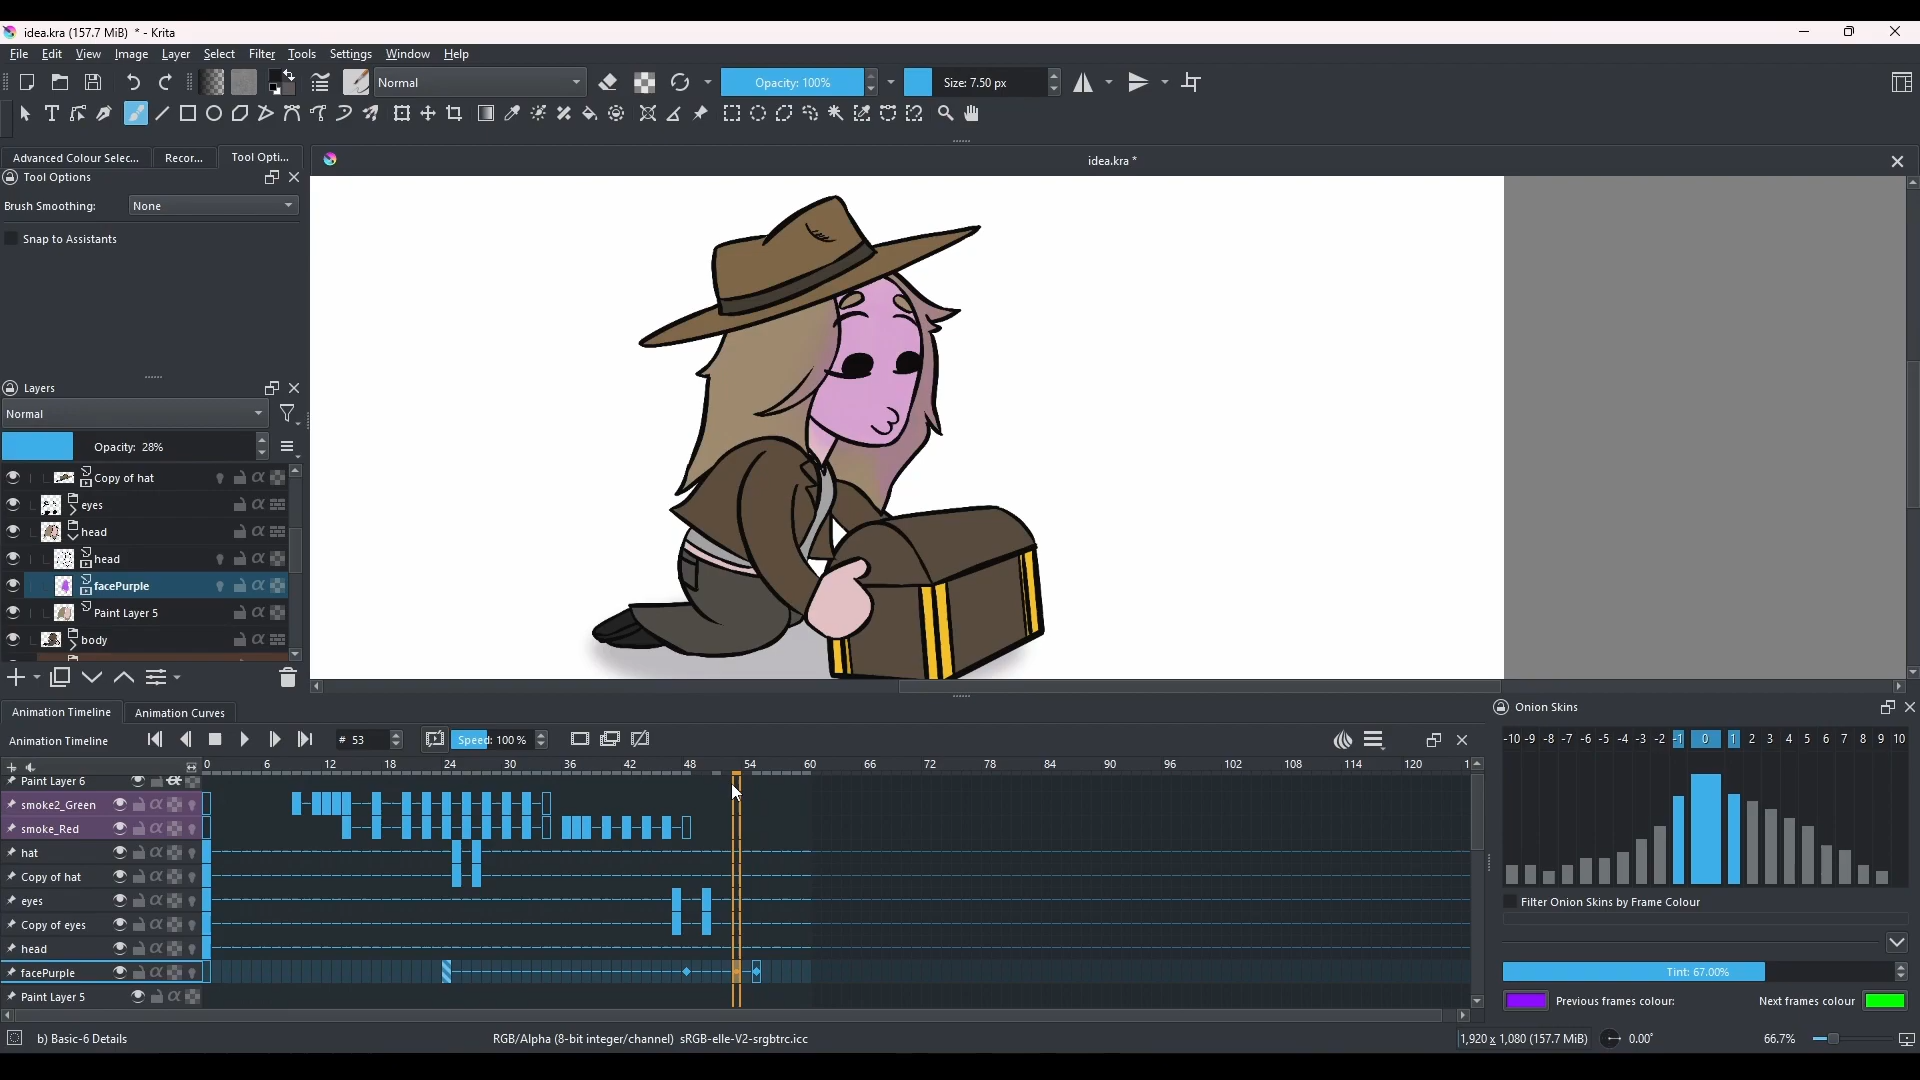 idea.kra (157.7 MiB) * - Krita
File Edit View Image Layer Select Filter Tools Settings Window Help
Normal Opacity: 100% Size: 7.50 px
Advanced Colour Selec... Recor... Tool Opti... idea.kra *
Tool Options
Brush Smoothing: None
Snap to Assistants
Layers
Normal
Opacity: 28%
Copy of hat
eyes
head
head
facePurple
Paint Layer 5
body
Animation Timeline Animation Curves Onion Skins
Animation Timeline # 53 Speed: 100 %
-10 -9 -8 -7 -6 -5 -4 -3 -2 -1 0 1 2 3 4 5 6 7 8 9 10
0 6 12 18 24 30 36 42 48 54 60 66 72 78 84 90 96 102 108 114 120 1
Paint Layer 6
smoke2_Green
smoke_Red
hat
Copy of hat
eyes
Copy of eyes
head
facePurple
Paint Layer 5
Filter Onion Skins by Frame Colour
Tint: 67.00%
Previous frames colour: Next frames colour
b) Basic-6 Details RGB/Alpha (8-bit integer/channel) sRGB-elle-V2-srgbtrc.icc 1,920 x 1,080 (157.7 MiB) 0.00° 66.7%